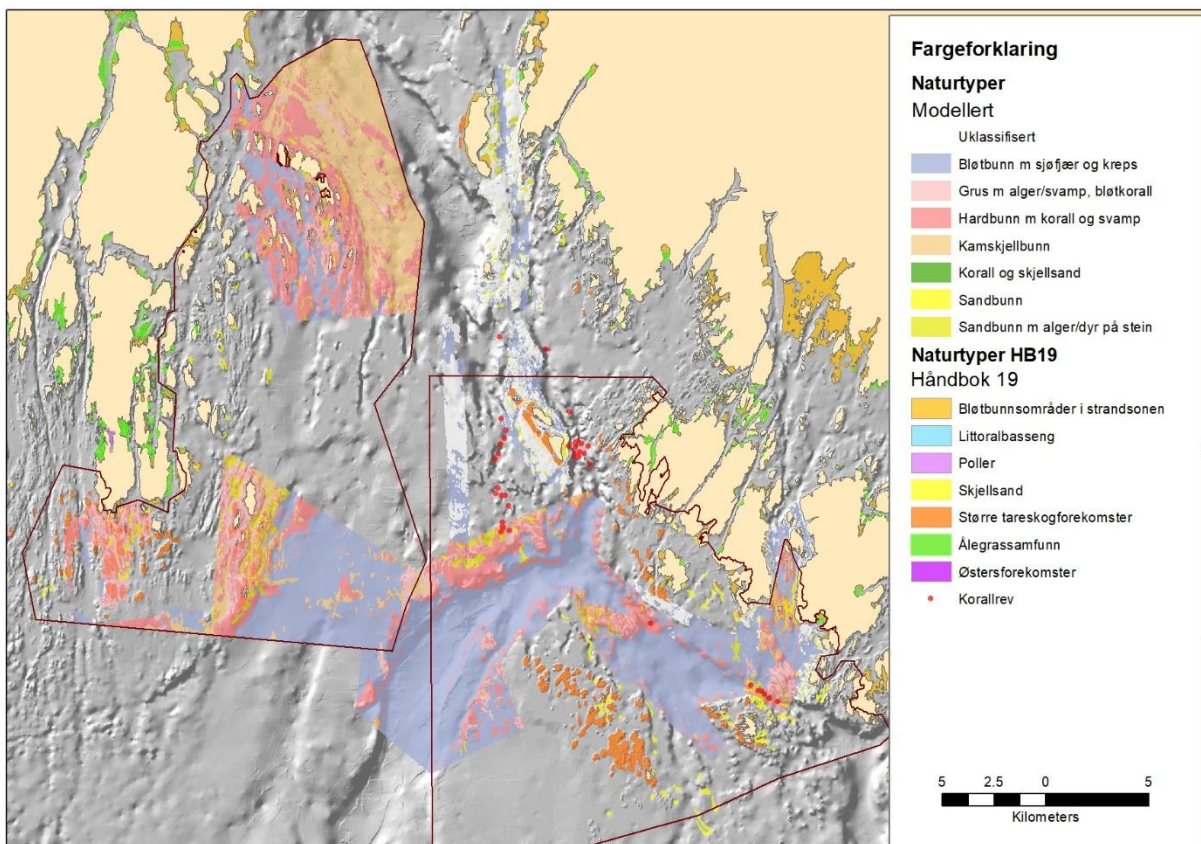 Fargeforklaring
Naturtyper
Modellert
Uklassifisert
Bløtbunn m sjøfjær og kreps
Grus m alger/svamp, bløtkorall
Hardbunn m korall og svamp
Kamskjellbunn
Korall og skjellsand
Sandbunn
Sandbunn m alger/dyr på stein
Naturtyper HB19
Håndbok 19
Bløtbunnsområder i strandsonen
Littoralbasseng
Poller
Skjellsand
Større tareskogforekomster
Ålegrassamfunn
Østersforekomster
Korallrev
5 2.5 0 5
Kilometers